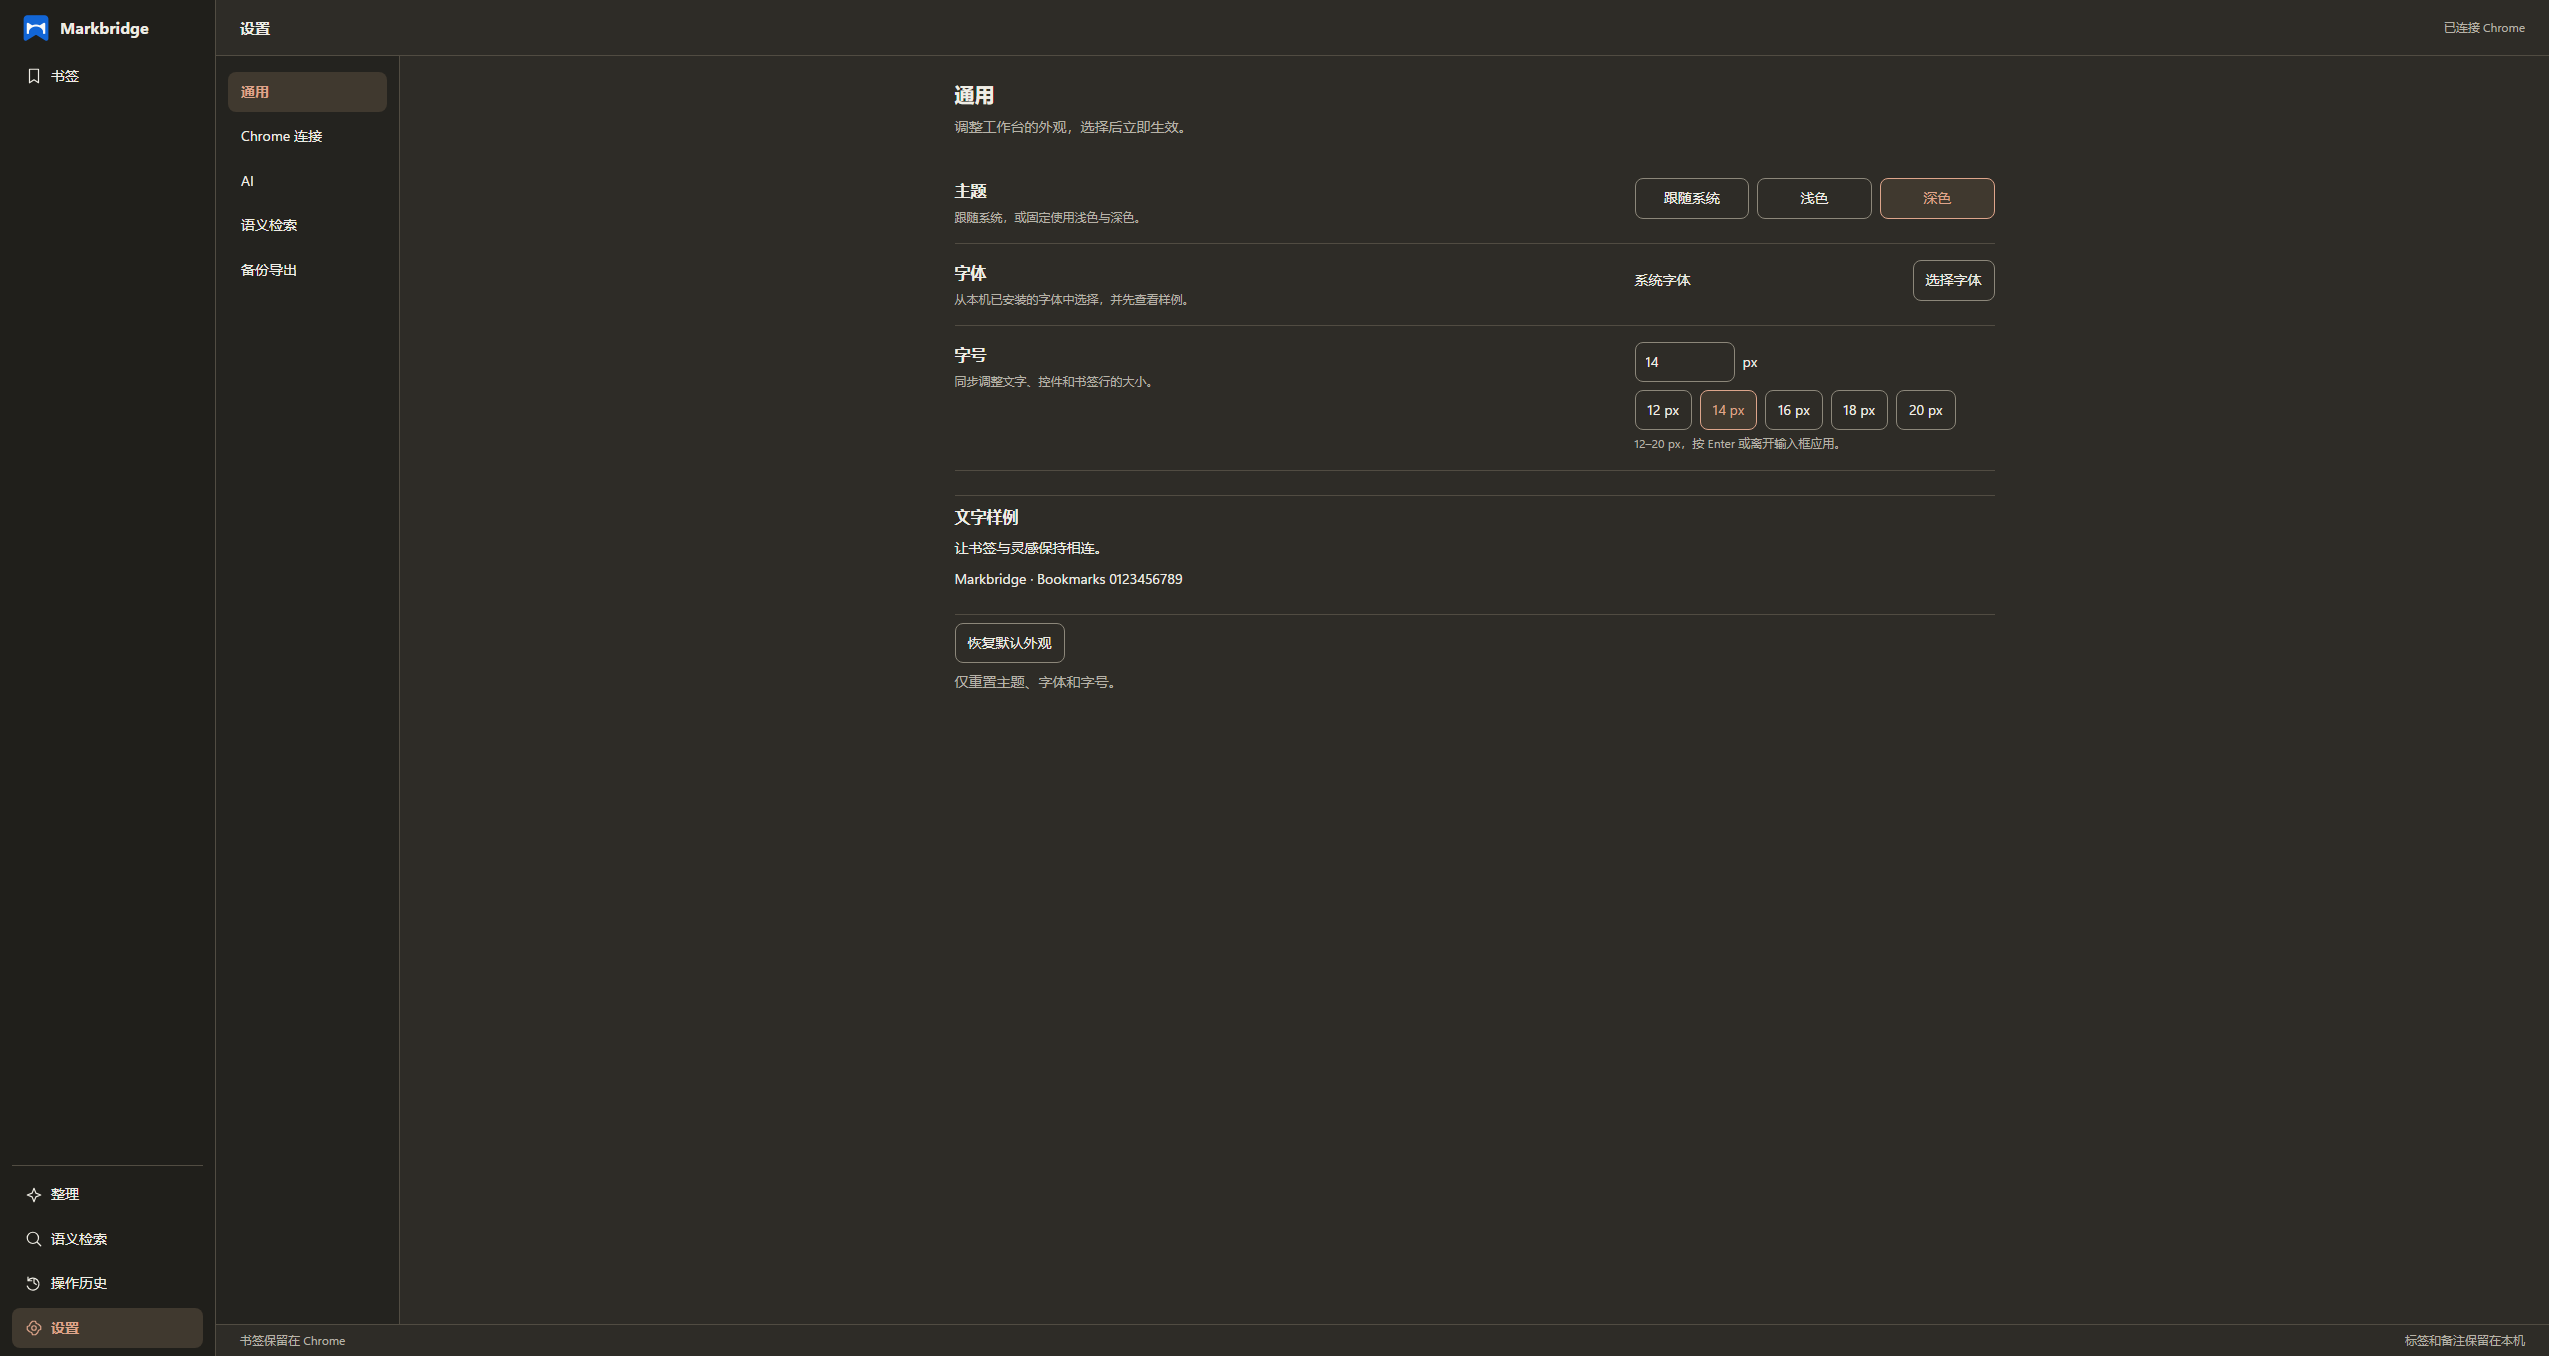 Markbridge
书签
整理
语义检索
操作历史
设置
设置
已连接 Chrome
通用
Chrome 连接
AI
语义检索
备份导出
通用
调整工作台的外观，选择后立即生效。
主题
跟随系统，或固定使用浅色与深色。
跟随系统
浅色
深色
字体
从本机已安装的字体中选择，并先查看样例。
系统字体
选择字体
字号
同步调整文字、控件和书签行的大小。
14 px
12 px
14 px
16 px
18 px
20 px
12–20 px，按 Enter 或离开输入框应用。
文字样例
让书签与灵感保持相连。
Markbridge · Bookmarks 0123456789
恢复默认外观
仅重置主题、字体和字号。
书签保留在 Chrome
标签和备注保留在本机